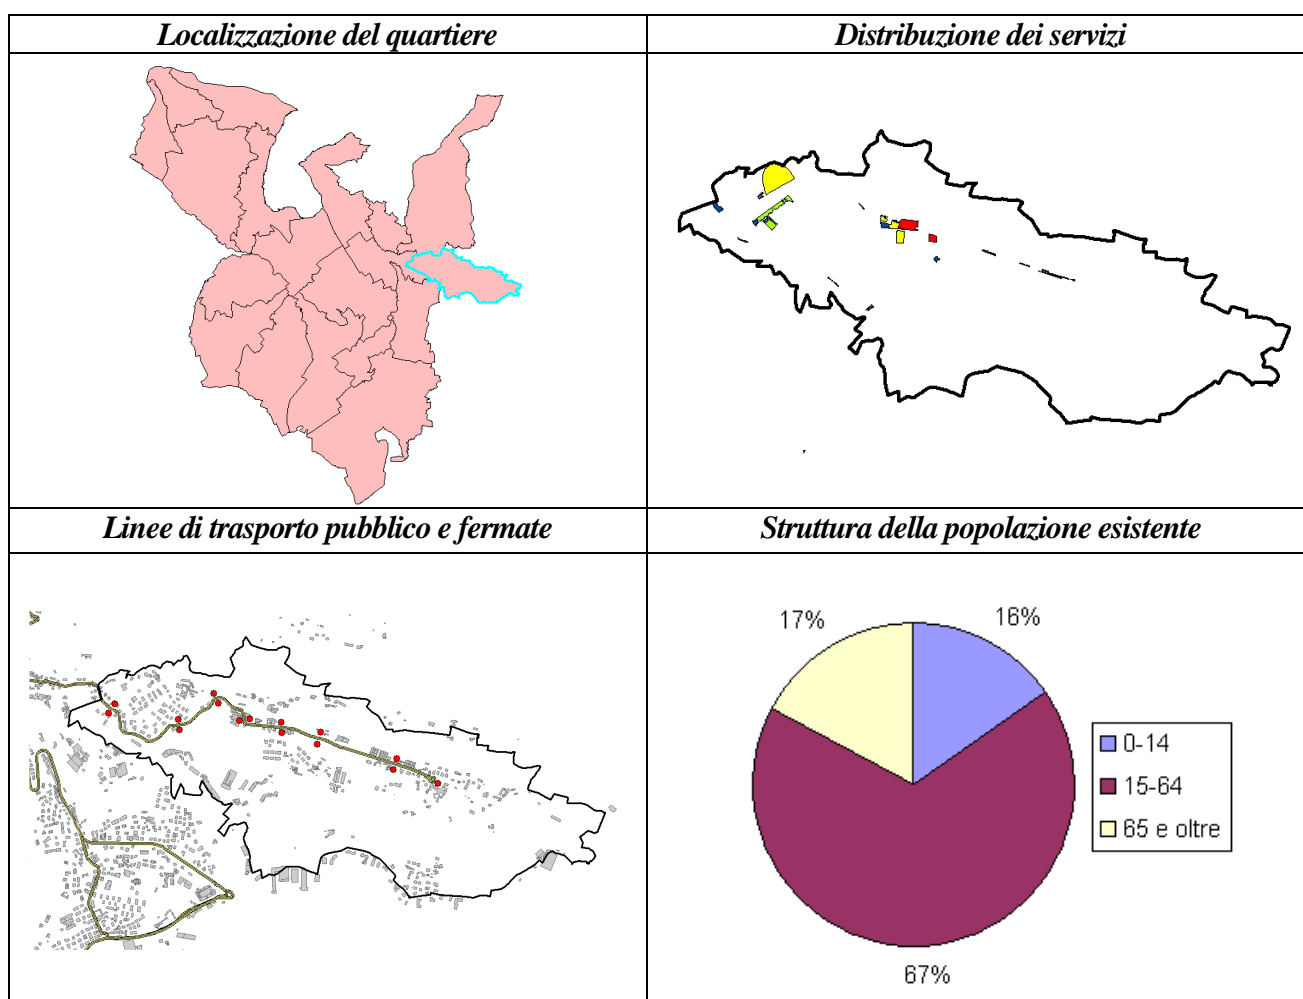 Localizzazione del quartiere
Distribuzione dei servizi
Linee di trasporto pubblico e fermate
Struttura della popolazione esistente
17%
16%
0-14
15-64
65 e oltre
67%